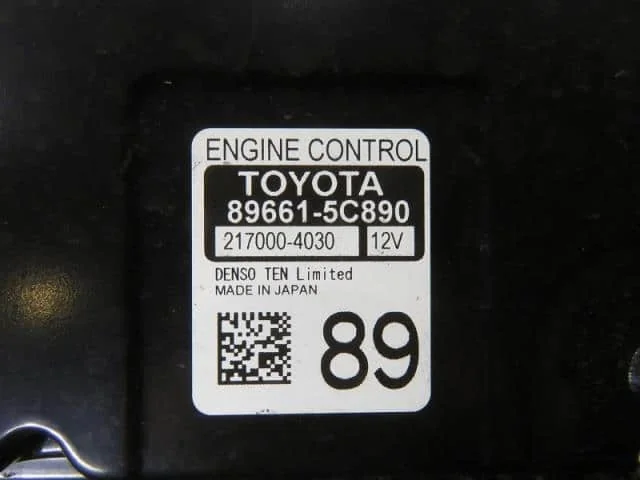 ENGINE CONTROL
TOYOTA
89661-5C890
217000-4030 12V
DENSO TEN Limited
MADE IN JAPAN
89